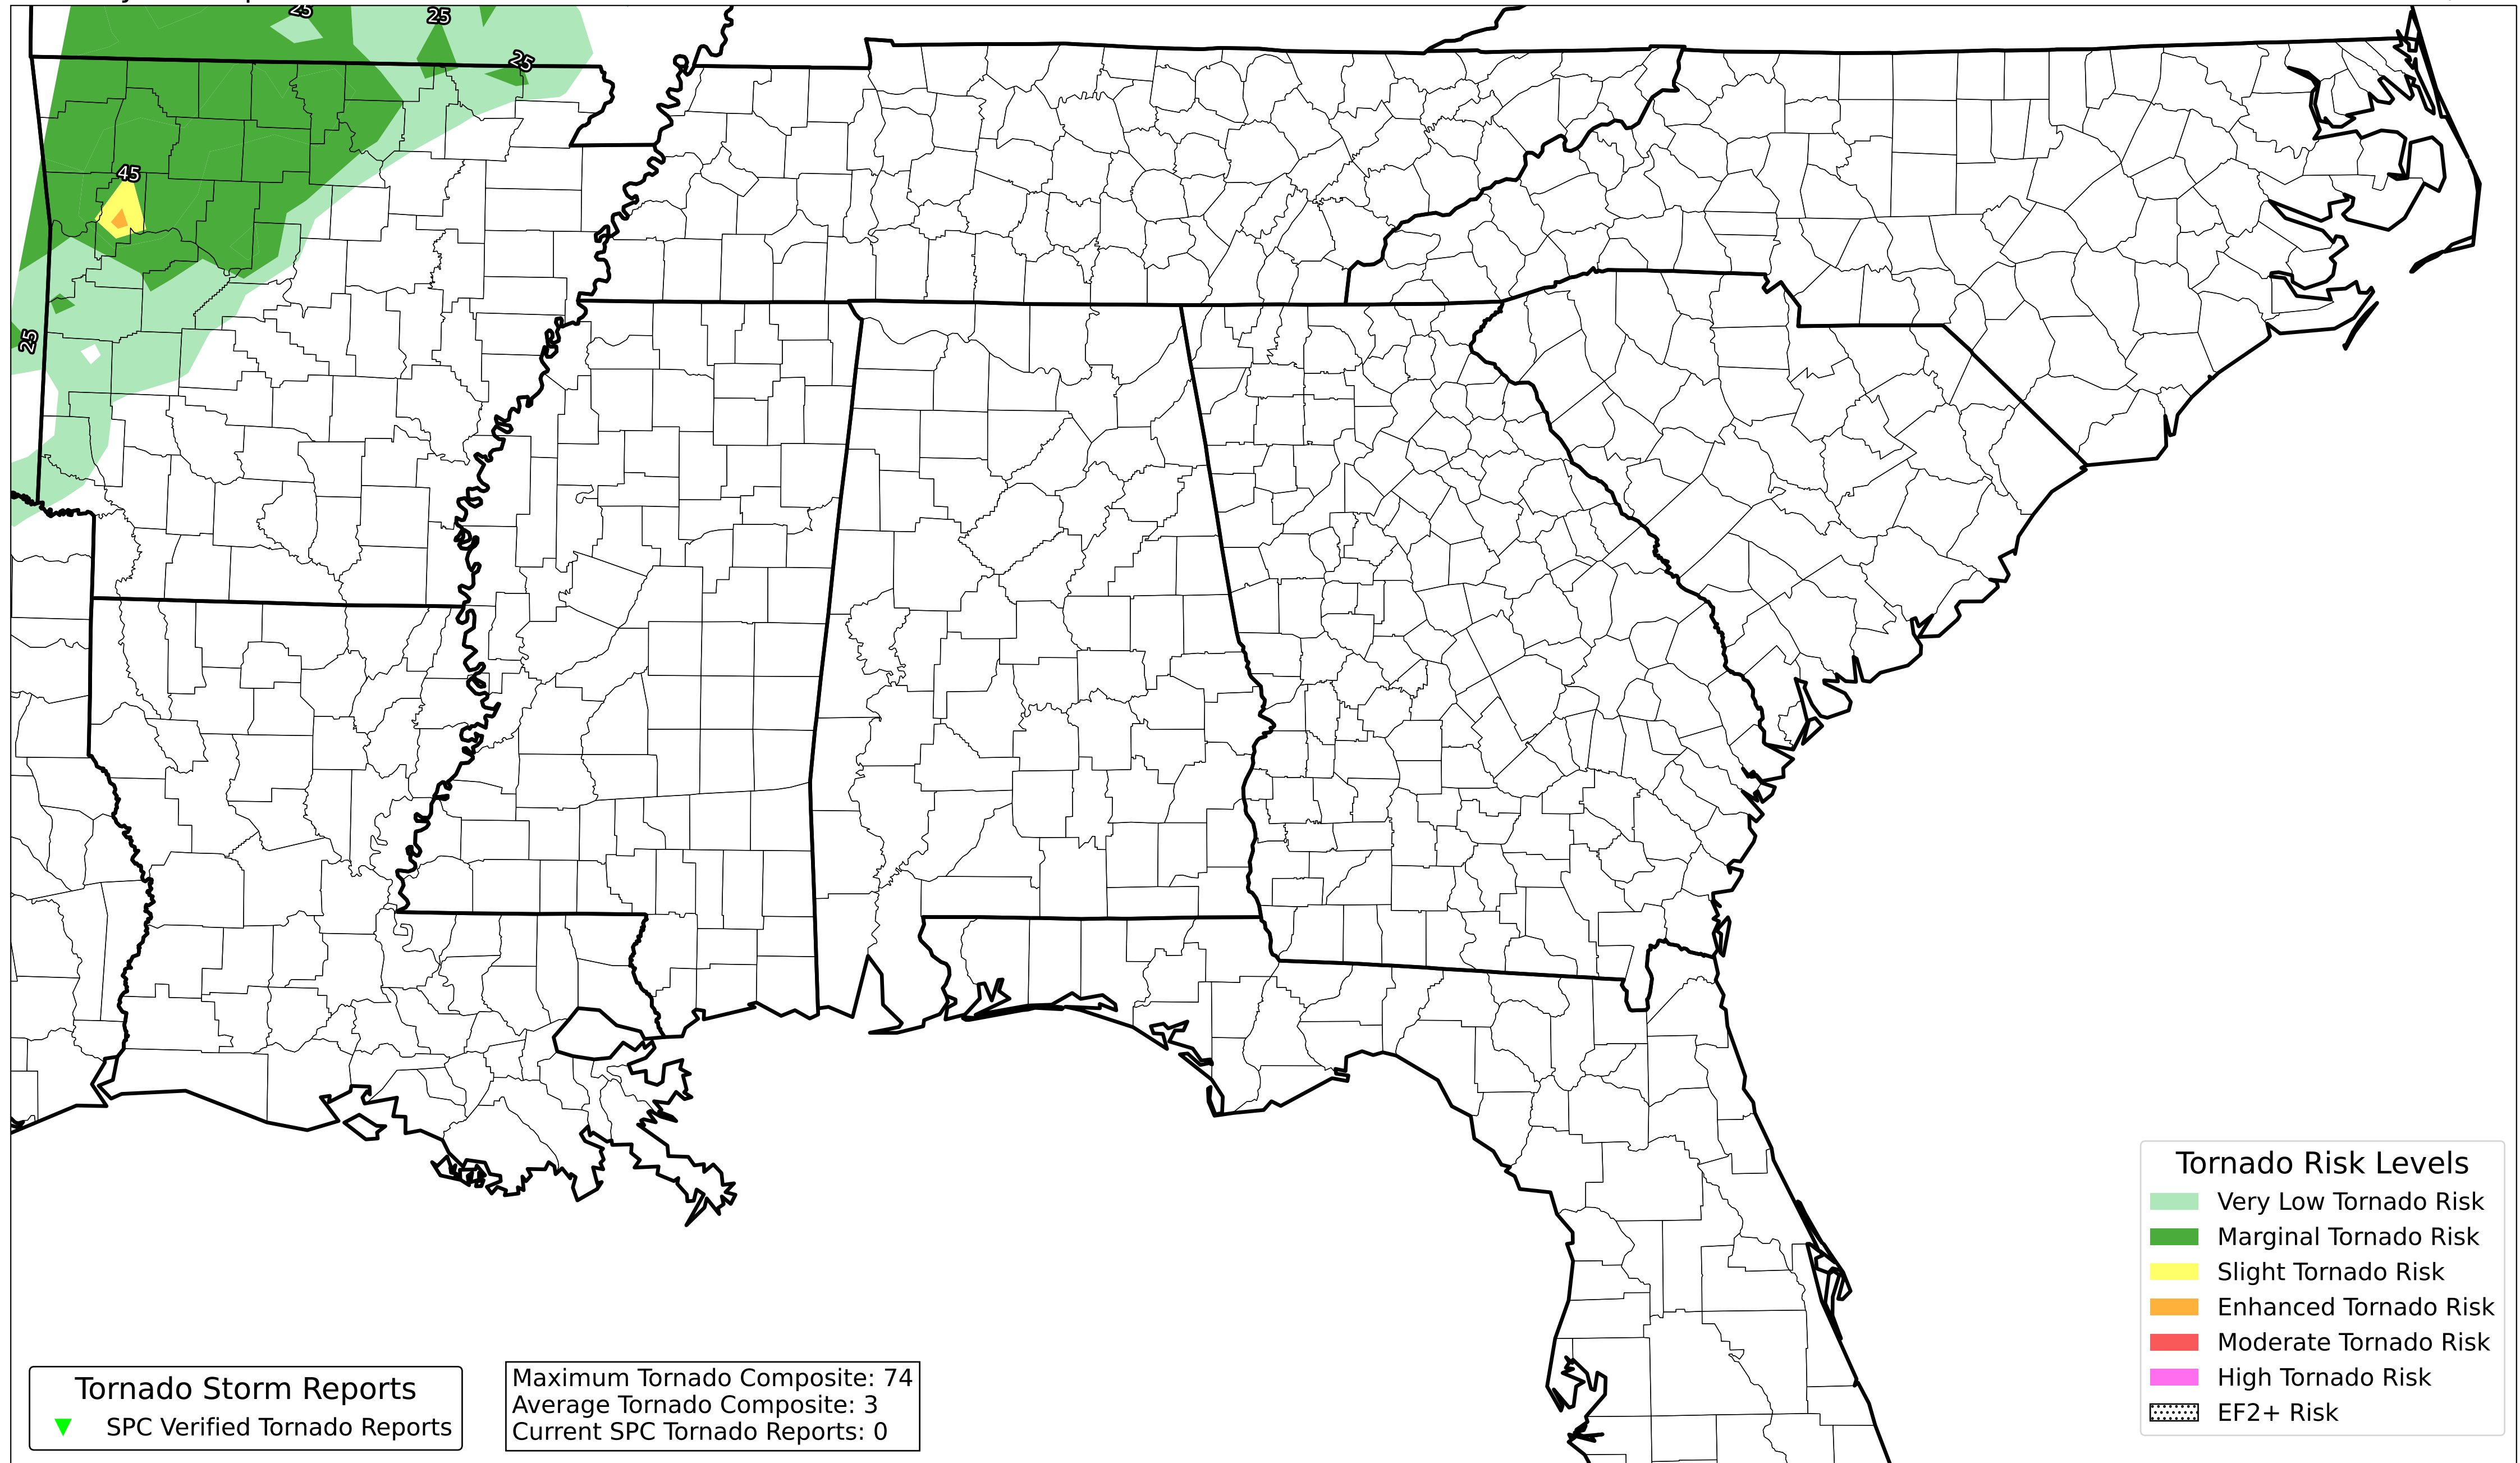 25
25
25
45
25
Tornado Risk Levels
Very Low Tornado Risk
Marginal Tornado Risk
Slight Tornado Risk
Enhanced Tornado Risk
Moderate Tornado Risk
High Tornado Risk
EF2+ Risk
Tornado Storm Reports
SPC Verified Tornado Reports
Maximum Tornado Composite: 74
Average Tornado Composite: 3
Current SPC Tornado Reports: 0